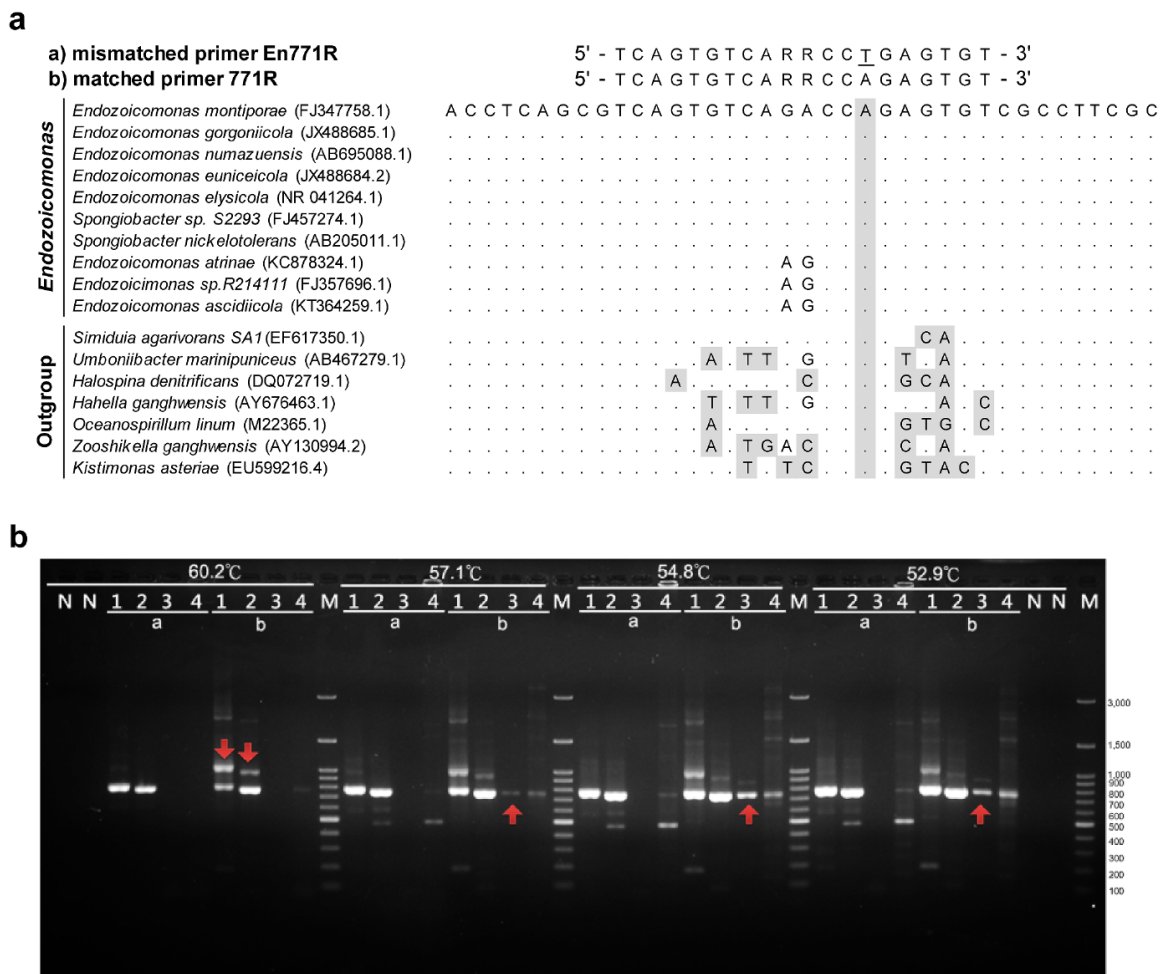 a
a) mismatched primer En771R 5' - T C A G T G T C A R R C C T G A G T G T - 3'
b) matched primer 771R 5' - T C A G T G T C A R R C C A G A G T G T - 3'
Endozoicomonas
Endozoicomonas montiporae (FJ347758.1) A C C T C A G C G T C A G T G T C A G A C C A G A G T G T C G C C T T C G C
Endozoicomonas gorgoniicola (JX488685.1) . . . . . . . . . . . . . . . . . . . . . . . . . . . . . . . . . . . . . .
Endozoicomonas numazuensis (AB695088.1) . . . . . . . . . . . . . . . . . . . . . . . . . . . . . . . . . . . . . .
Endozoicomonas euniceicola (JX488684.2) . . . . . . . . . . . . . . . . . . . . . . . . . . . . . . . . . . . . . .
Endozoicomonas elysicola (NR 041264.1) . . . . . . . . . . . . . . . . . . . . . . . . . . . . . . . . . . . . . .
Spongiobacter sp. S2293 (FJ457274.1) . . . . . . . . . . . . . . . . . . . . . . . . . . . . . . . . . . . . . .
Spongiobacter nickelotolerans (AB205011.1) . . . . . . . . . . . . . . . . . . . . . . . . . . . . . . . . . . . . . .
Endozoicomonas atrinae (KC878324.1) . . . . . . . . . . . . . . . . . . A G . . . . . . . . . . . . . . . . . .
Endozoicimonas sp.R214111 (FJ357696.1) . . . . . . . . . . . . . . . . . . A G . . . . . . . . . . . . . . . . . .
Endozoicomonas ascidiicola (KT364259.1) . . . . . . . . . . . . . . . . . . A G . . . . . . . . . . . . . . . . . .
Outgroup
Simiduia agarivorans SA1(EF617350.1) . . . . . . . . . . . . . . . . . . . . . . . . . C A . . . . . . . . . . .
Umboniibacter marinipuniceus (AB467279.1) . . . . . . . . . . . . . . A . T T . G . . . . T . A . . . . . . . . . . .
Halospina denitrificans (DQ072719.1) . . . . . . . . . . . . A . . . . . . C . . . . G C A . . . . . . . . . . .
Hahella ganghwensis (AY676463.1) . . . . . . . . . . . . . . T . T T . G . . . . . . A . C . . . . . . . . .
Oceanospirillum linum (M22365.1) . . . . . . . . . . . . . . A . . . . . . . . . G T G . C . . . . . . . . .
Zooshikella ganghwensis (AY130994.2) . . . . . . . . . . . . . . A . T G A C . . . . C . A . . . . . . . . . . .
Kistimonas asteriae (EU599216.4) . . . . . . . . . . . . . . . . T . T C . . . . G T A C . . . . . . . . . .
b
60.2℃ 57.1℃ 54.8℃ 52.9℃
N N 1 2 3 4 1 2 3 4 M 1 2 3 4 1 2 3 4 M 1 2 3 4 1 2 3 4 M 1 2 3 4 1 2 3 4 N N M
a b a b a b a b
3,000
1,500
1,000
900
800
700
600
500
400
300
200
100